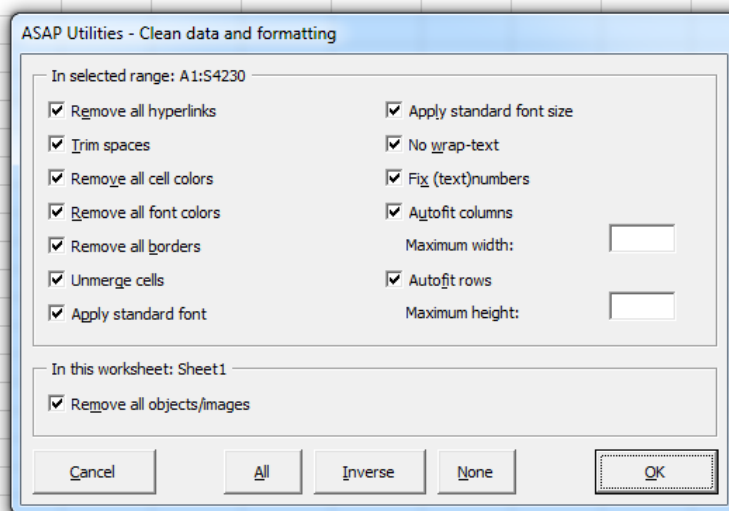 ASAP Utilities - Clean data and formatting
In selected range: A1:S4230
Remove all hyperlinks
Trim spaces
Remove all cell colors
Remove all font colors
Remove all borders
Unmerge cells
Apply standard font
Apply standard font size
No wrap-text
Fix (text)numbers
Autofit columns
Maximum width:
Autofit rows
Maximum height:
In this worksheet: Sheet1
Remove all objects/images
Cancel
All
Inverse
None
OK